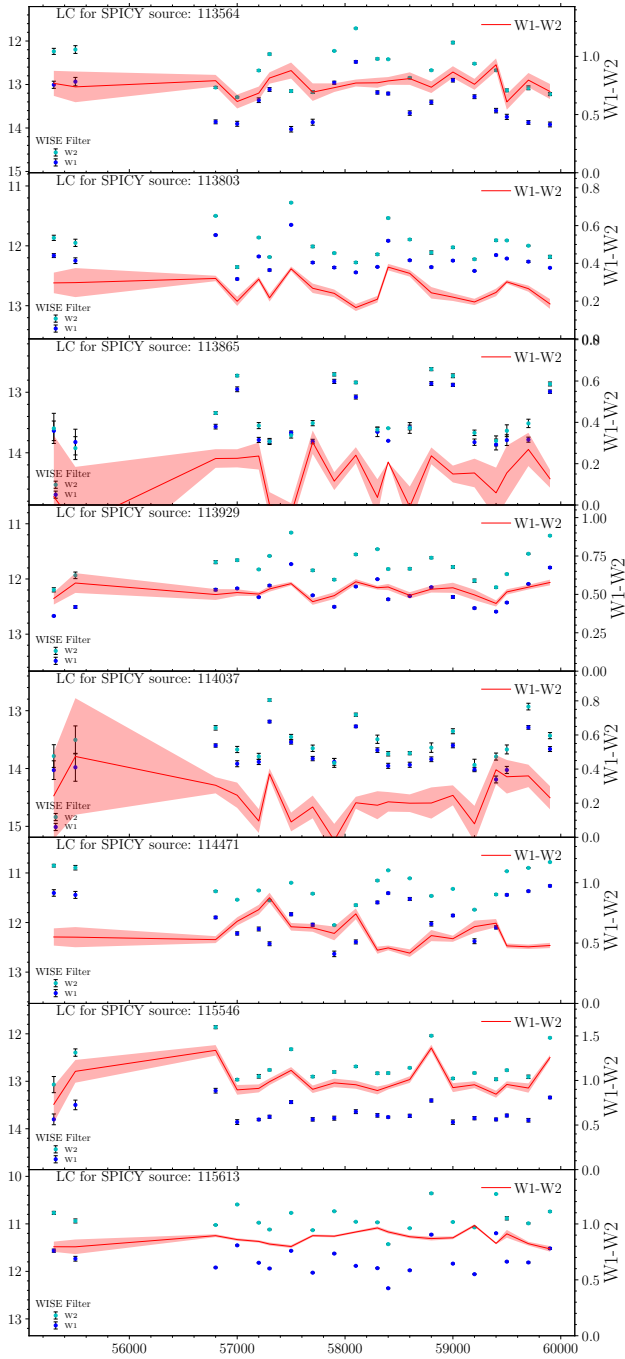 LC for SPICY source: 113564
W1-W2
12
13
14
15
1.0
0.5
0.0
W1-W2
WISE Filter
W2
W1
LC for SPICY source: 113803
W1-W2
11
12
13
0.8
0.6
0.4
0.2
0.0
W1-W2
WISE Filter
W2
W1
LC for SPICY source: 113865
W1-W2
13
14
0.8
0.6
0.4
0.2
0.0
W1-W2
WISE Filter
W2
W1
LC for SPICY source: 113929
W1-W2
11
12
13
1.00
0.75
0.50
0.25
0.00
W1-W2
WISE Filter
W2
W1
LC for SPICY source: 114037
W1-W2
13
14
15
0.8
0.6
0.4
0.2
0.0
W1-W2
WISE Filter
W2
W1
LC for SPICY source: 114471
W1-W2
11
12
13
1.0
0.5
0.0
W1-W2
WISE Filter
W2
W1
LC for SPICY source: 115546
W1-W2
12
13
14
1.5
1.0
0.5
0.0
W1-W2
WISE Filter
W2
W1
LC for SPICY source: 115613
W1-W2
10
11
12
13
1.0
0.5
0.0
W1-W2
WISE Filter
W2
W1
56000 57000 58000 59000 60000